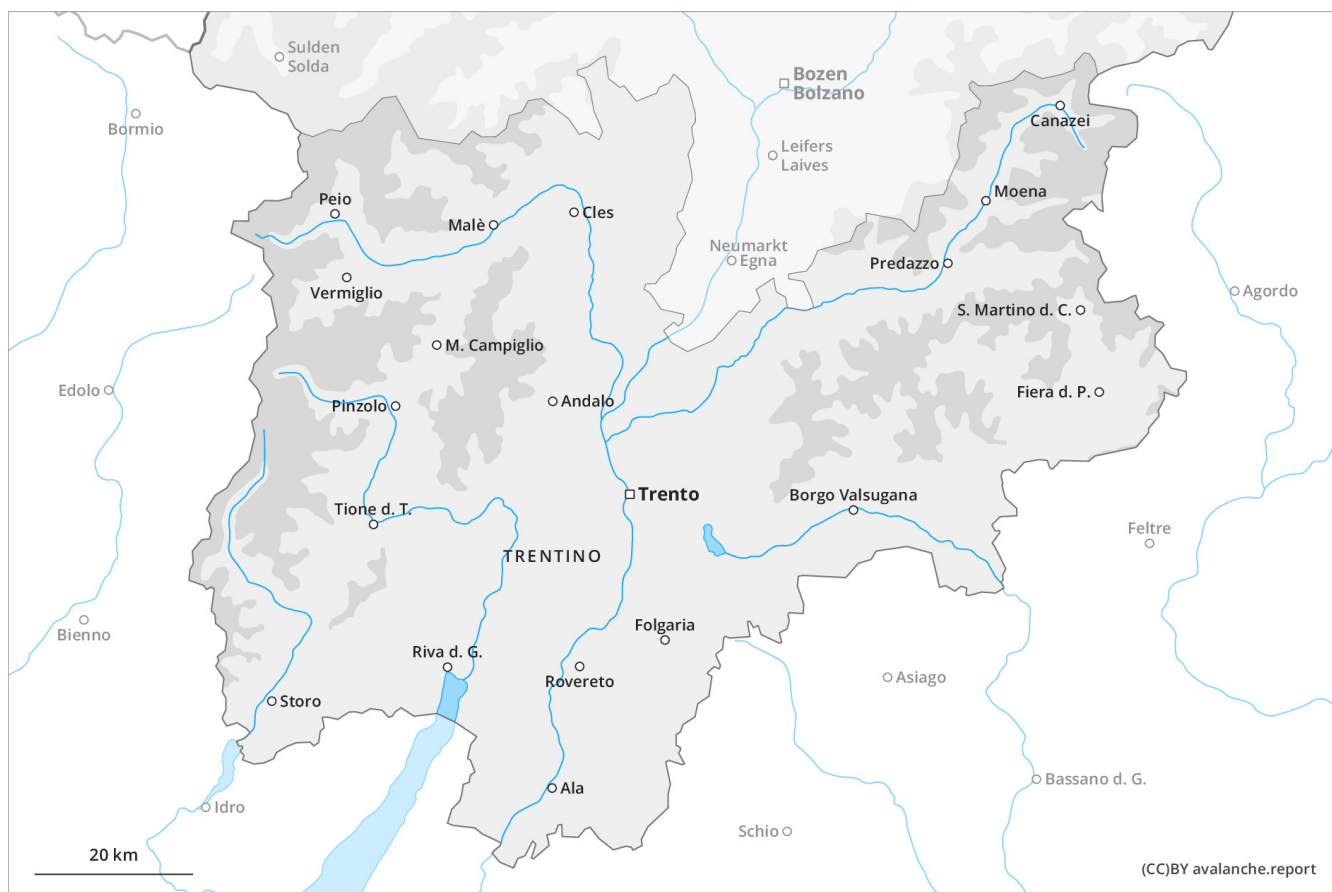 Sulden
Solda
Bozen
Bolzano
Bormio
Canazei
Leifers
Laives
Peio
Moena
Malè
Cles
Neumarkt
Egna
Predazzo
Vermiglio
Agordo
S. Martino d. C.
M. Campiglio
Edolo
Pinzolo
Andalo
Fiera d. P.
Trento
Borgo Valsugana
Tione d. T.
Feltre
TRENTINO
Bienno
Folgaria
Riva d. G.
Rovereto
Asiago
Storo
Bassano d. G.
Ala
Idro
Schio
20 km
(CC)BY avalanche.report